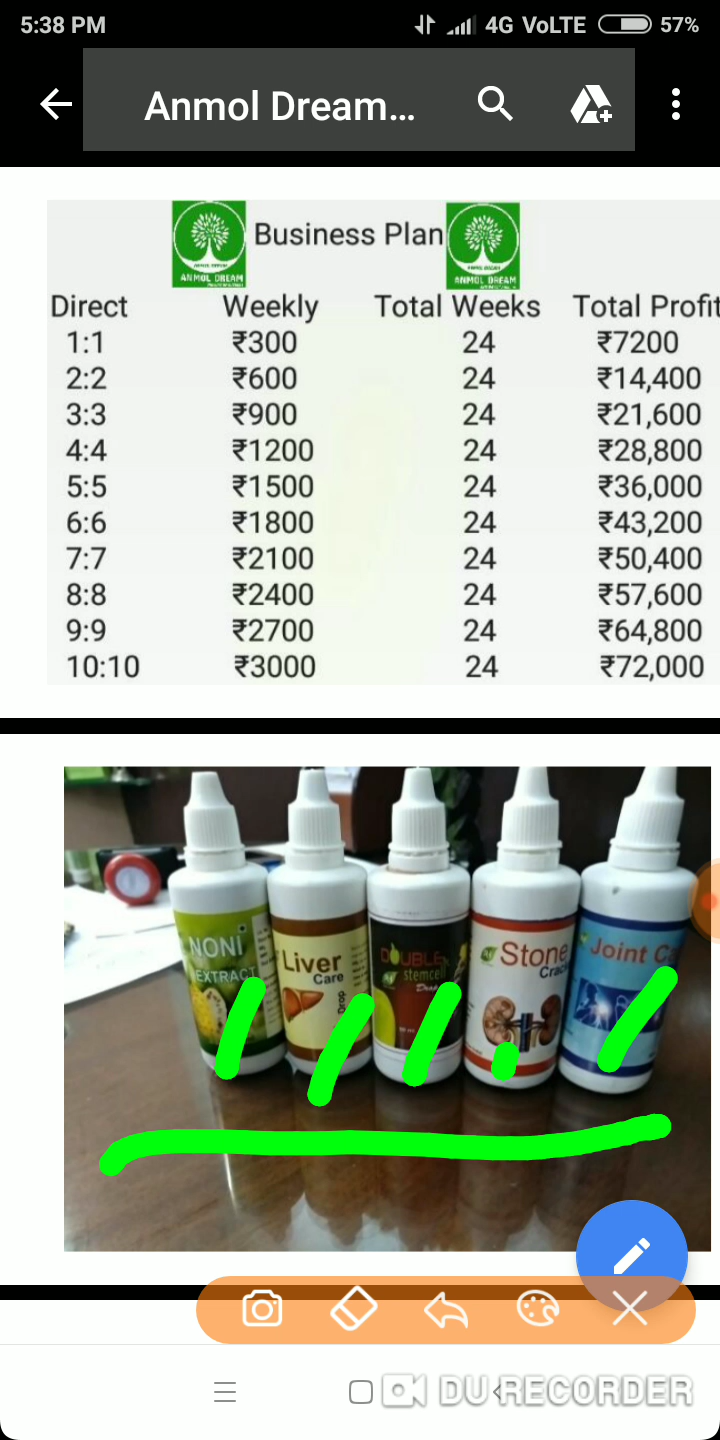 5:38 PM 4G VoLTE 57%
Anmol Dream...
ANMOL DREAM Business Plan ANMOL DREAM
Direct Weekly Total Weeks Total Profit
1:1 ₹300 24 ₹7200
2:2 ₹600 24 ₹14,400
3:3 ₹900 24 ₹21,600
4:4 ₹1200 24 ₹28,800
5:5 ₹1500 24 ₹36,000
6:6 ₹1800 24 ₹43,200
7:7 ₹2100 24 ₹50,400
8:8 ₹2400 24 ₹57,600
9:9 ₹2700 24 ₹64,800
10:10 ₹3000 24 ₹72,000
NONI
EXTRACT
Liver
Care
Drop
DOUBLE
stemcell
Drop
Stone
Joint
DU RECORDER